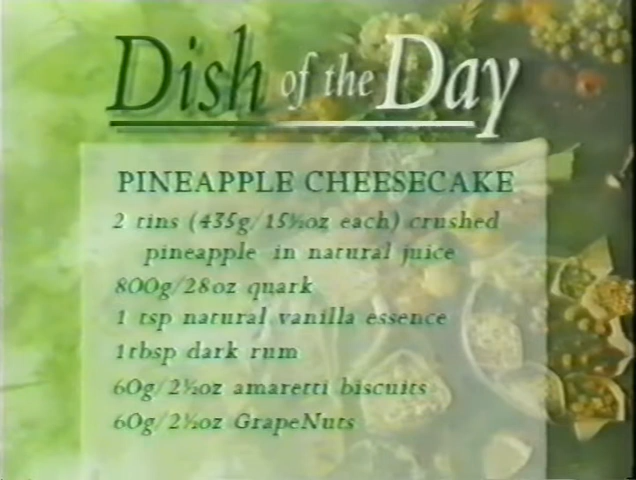 Dish of the Day
PINEAPPLE CHEESECAKE
2 tins (435g/15½oz each) crushed
pineapple in natural juice
800g/28oz quark
1 tsp natural vanilla essence
1tbsp dark rum
60g/2½oz amaretti biscuits
60g/2½oz GrapeNuts